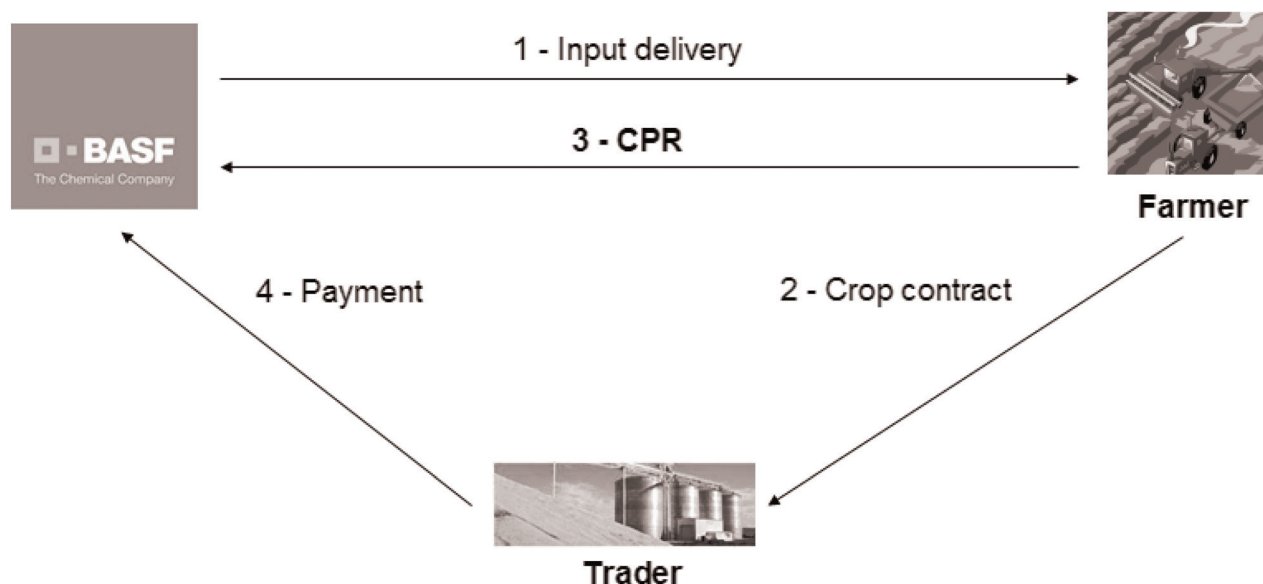 1 - Input delivery
BASF
The Chemical Company
3 - CPR
Farmer
4 - Payment
2 - Crop contract
Trader